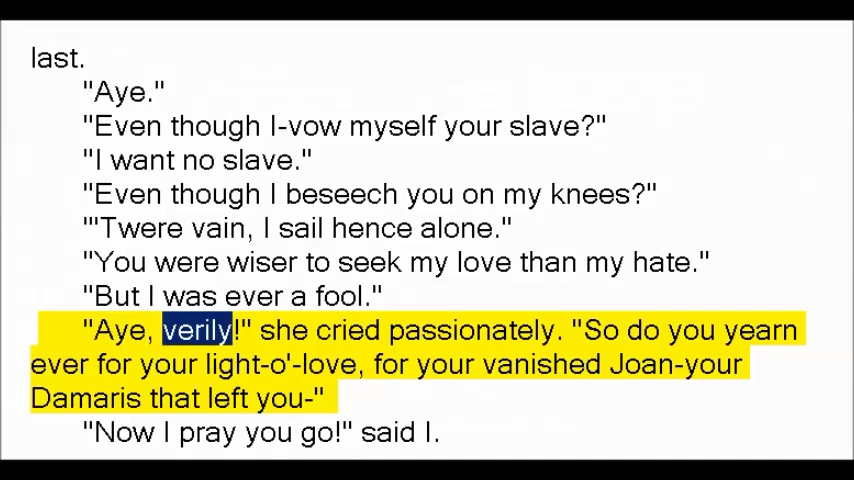 last.
"Aye."
"Even though I-vow myself your slave?"
"I want no slave."
"Even though I beseech you on my knees?"
"'Twere vain, I sail hence alone."
"You were wiser to seek my love than my hate."
"But I was ever a fool."
"Aye, verily!" she cried passionately. "So do you yearn
ever for your light-o'-love, for your vanished Joan-your
Damaris that left you-"
"Now I pray you go!" said I.